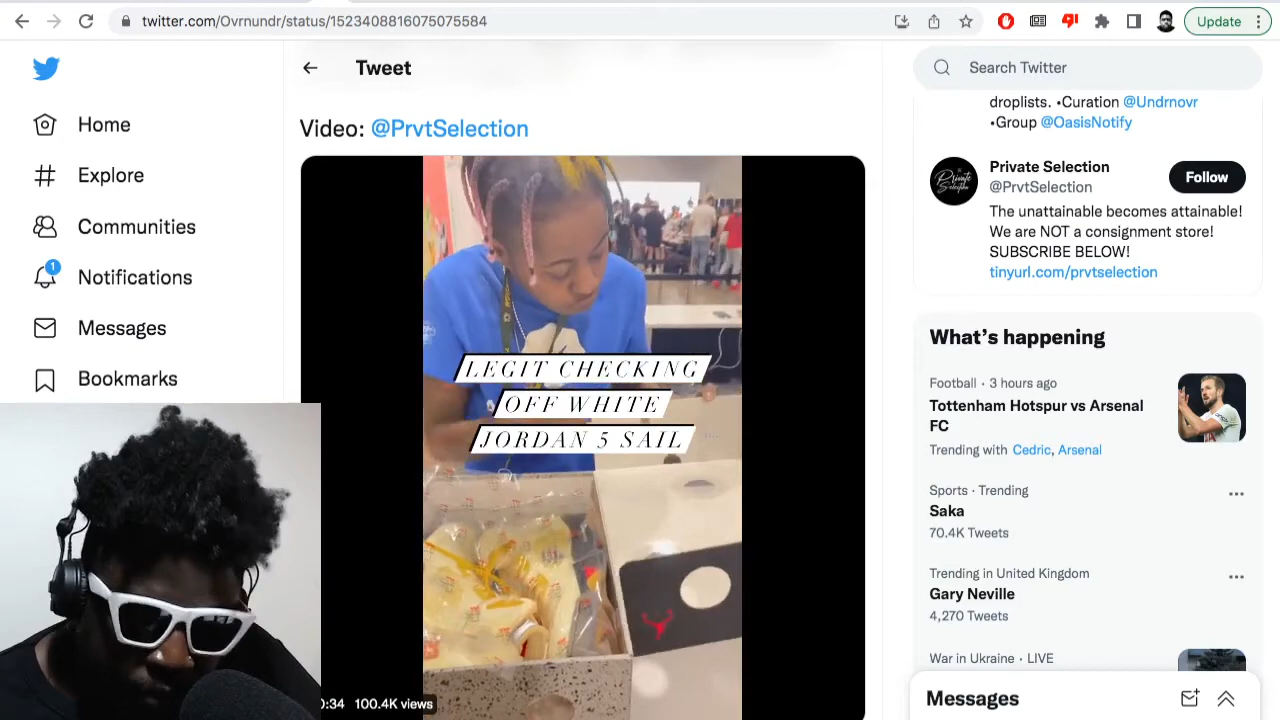 twitter.com/Ovrnundr/status/1523408816075075584
Update
Home
Explore
Communities
1
Notifications
Messages
Bookmarks
Tweet
Video: @PrvtSelection
LEGIT CHECKING
OFF WHITE
JORDAN 5 SAIL
0:34 100.4K views
Search Twitter
droplists. •Curation @Undrnovr
•Group @OasisNotify
Private Selection
@PrvtSelection
Follow
The unattainable becomes attainable!
We are NOT a consignment store!
SUBSCRIBE BELOW!
tinyurl.com/prvtselection
What's happening
Football · 3 hours ago
Tottenham Hotspur vs Arsenal
FC
Trending with Cedric, Arsenal
Sports · Trending
Saka
70.4K Tweets
Trending in United Kingdom
Gary Neville
4,270 Tweets
War in Ukraine · LIVE
Messages